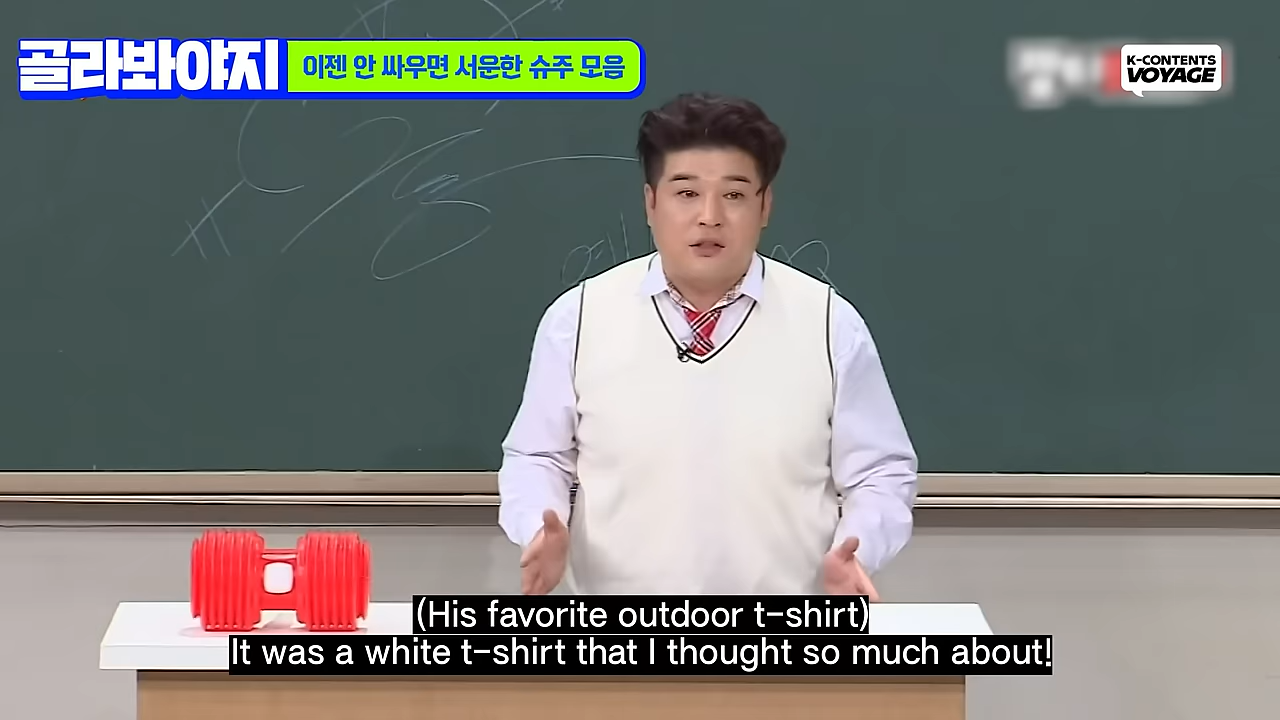 골라봐야지
이젠 안 싸우면 서운한 슈주 모음
K-CONTENTS
VOYAGE
(His favorite outdoor t-shirt)
It was a white t-shirt that I thought so much about!